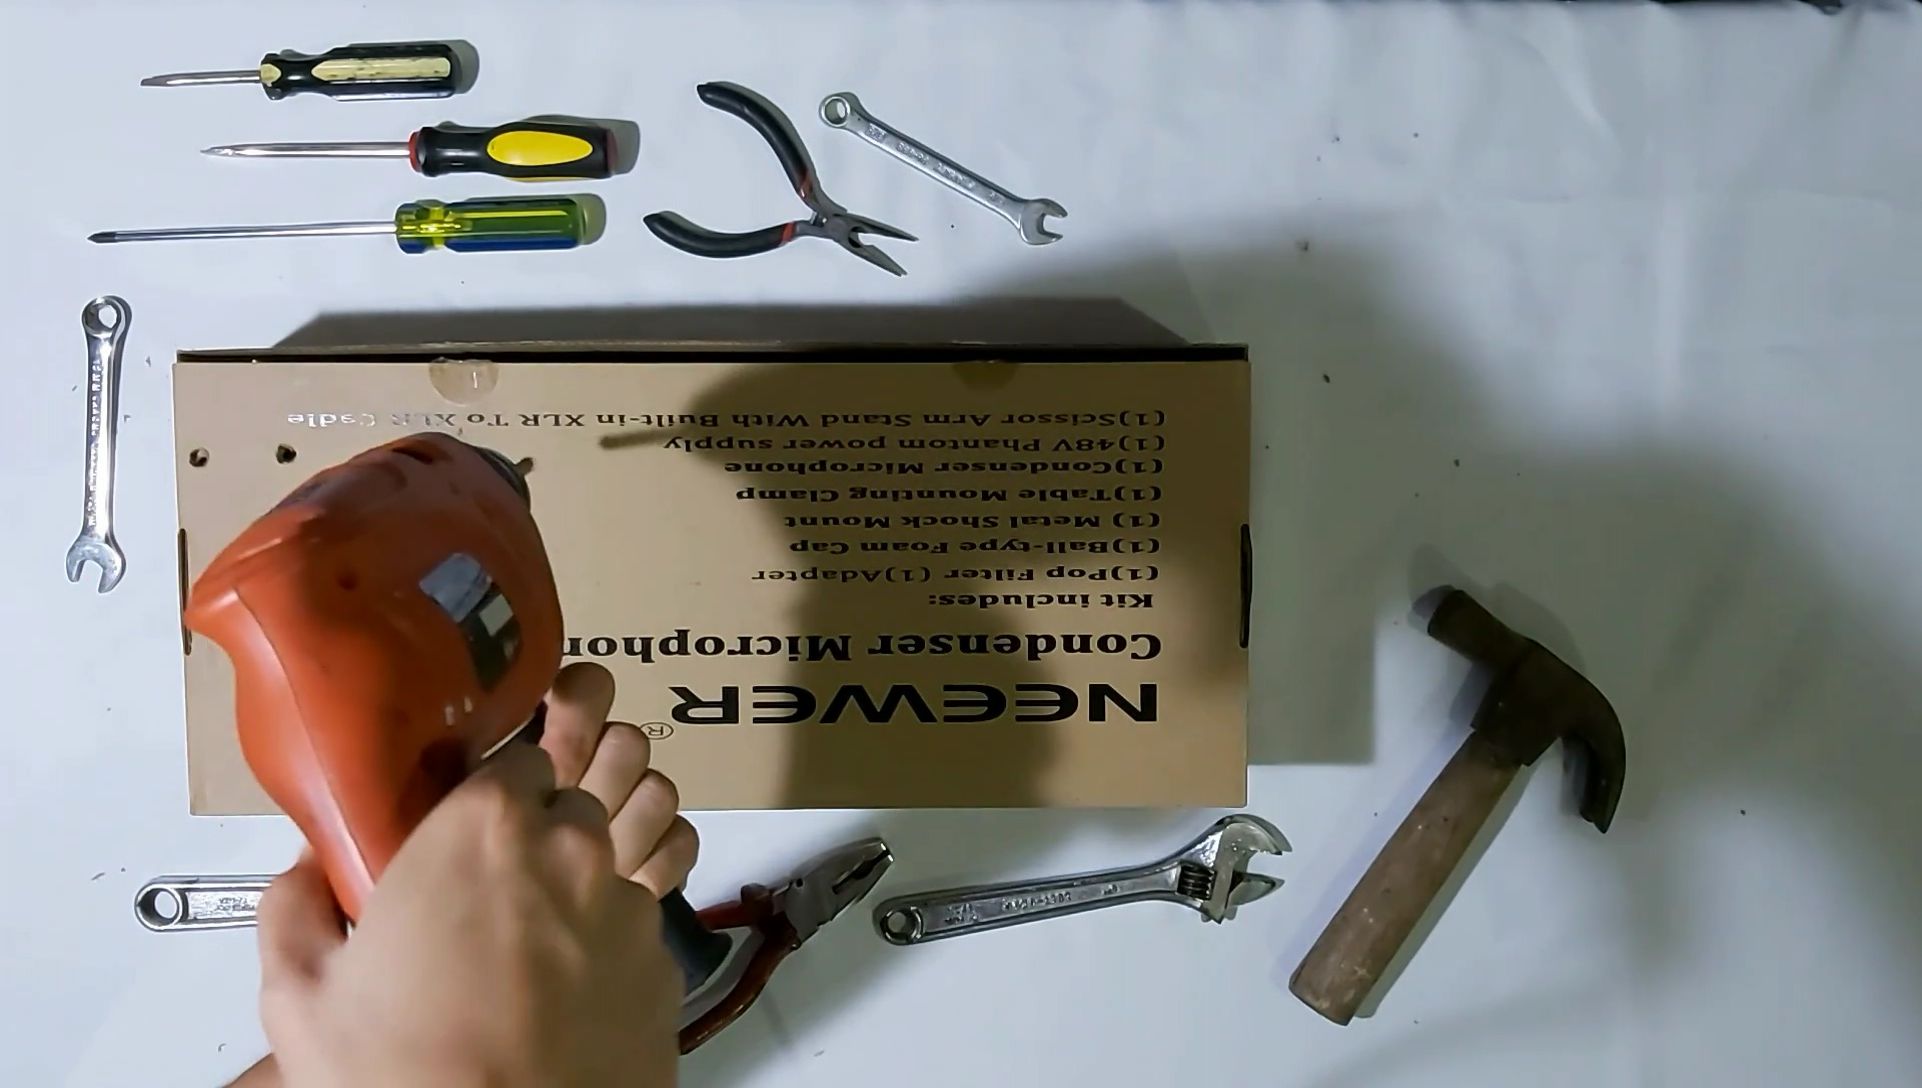 NEEWER®
Condenser Microphon
Kit includes:
(1)Pop Filter (1)Adapter
(1)Ball-type Foam Cap
(1) Metal Shock Mount
(1)Table Mounting Clamp
(1)Condenser Microphone
(1)48V Phantom power supply
(1)Scissor Arm Stand With Built-in XLR To XLR Cable